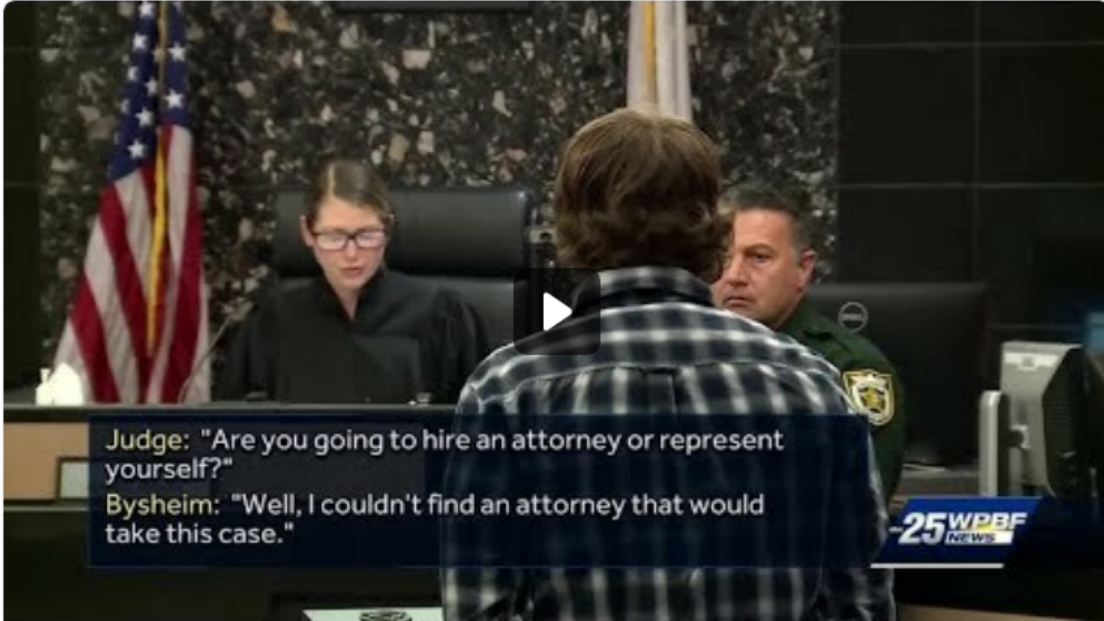 Judge: "Are you going to hire an attorney or represent
yourself?"
Bysheim: "Well, I couldn't find an attorney that would
take this case."
25 WPBF
NEWS
DELL